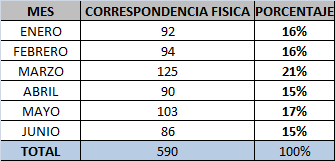 MES CORRESPONDENCIA FISICA PORCENTAJE
ENERO 92 16%
FEBRERO 94 16%
MARZO 125 21%
ABRIL 90 15%
MAYO 103 17%
JUNIO 86 15%
TOTAL 590 100%